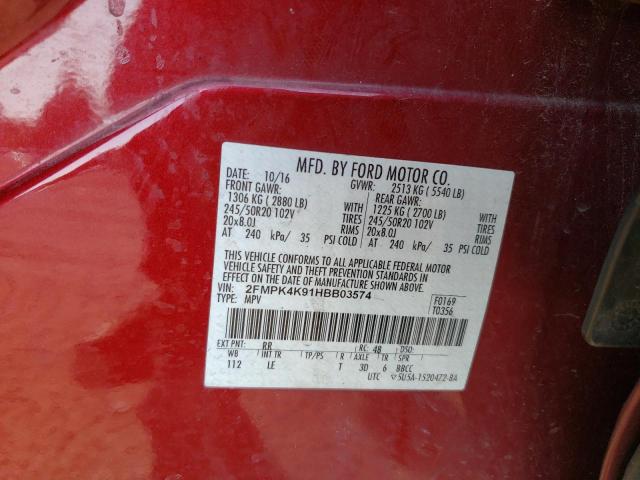 MFD. BY FORD MOTOR CO.
DATE: 10/16 GVWR: 2513 KG ( 5540 LB)
FRONT GAWR: REAR GAWR:
1306 KG ( 2880 LB) WITH 1225 KG ( 2700 LB) WITH
245/50R20 102V TIRES 245/50R20 102V TIRES
20x8.0J RIMS 20x8.0J RIMS
AT 240 kPa/ 35 PSI COLD AT 240 kPa/ 35 PSI COLD
THIS VEHICLE CONFORMS TO ALL APPLICABLE FEDERAL MOTOR
VEHICLE SAFETY AND THEFT PREVENTION STANDARDS IN
EFFECT ON THE DATE OF MANUFACTURE SHOWN ABOVE.
VIN: 2FMPK4K91HBB03574 F0169
TYPE: MPV T0356
EXT PNT: RR RC: 48 DSO:
WB INT TR TP/PS R AXLE TR SPR
112 LE T 3D 6 BBCC
UTC 5U5A-1520472-BA